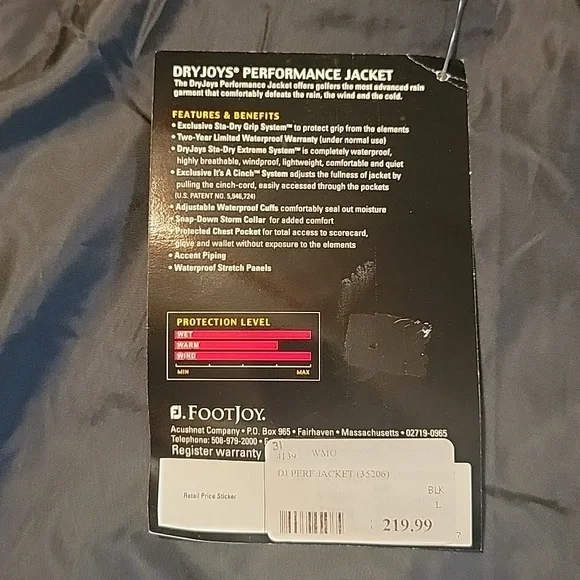 DRYJOYS® PERFORMANCE JACKET
The DryJoys Performance Jacket offers golfers the most advanced rain
garment that comfortably defeats the rain, the wind and the cold.
FEATURES & BENEFITS
• Exclusive Sta-Dry Grip System™ to protect grip from the elements
• Two-Year Limited Waterproof Warranty (under normal use)
• DryJoys Sta-Dry Extreme System™ is completely waterproof,
highly breathable, windproof, lightweight, comfortable and quiet
• Exclusive It's A Cinch™ System adjusts the fullness of jacket by
pulling the cinch-cord, easily accessed through the pockets
(U.S. PATENT NO. 5,946,724)
• Adjustable Waterproof Cuffs comfortably seal out moisture
• Snap-Down Storm Collar for added comfort
• Protected Chest Pocket for total access to scorecard,
glove and wallet without exposure to the elements
• Accent Piping
• Waterproof Stretch Panels
PROTECTION LEVEL
WET
WARM
WIND
MIN MAX
FJ. FOOTJOY.
Acushnet Company • P.O. Box 965 • Fairhaven • Massachusetts • 02719-0965
Telephone: 508-979-2000 • F
Register warranty
31
4139 WMO
DJ PERF JACKET (35206)
Retail Price Sticker
BLK
L
219.99
7